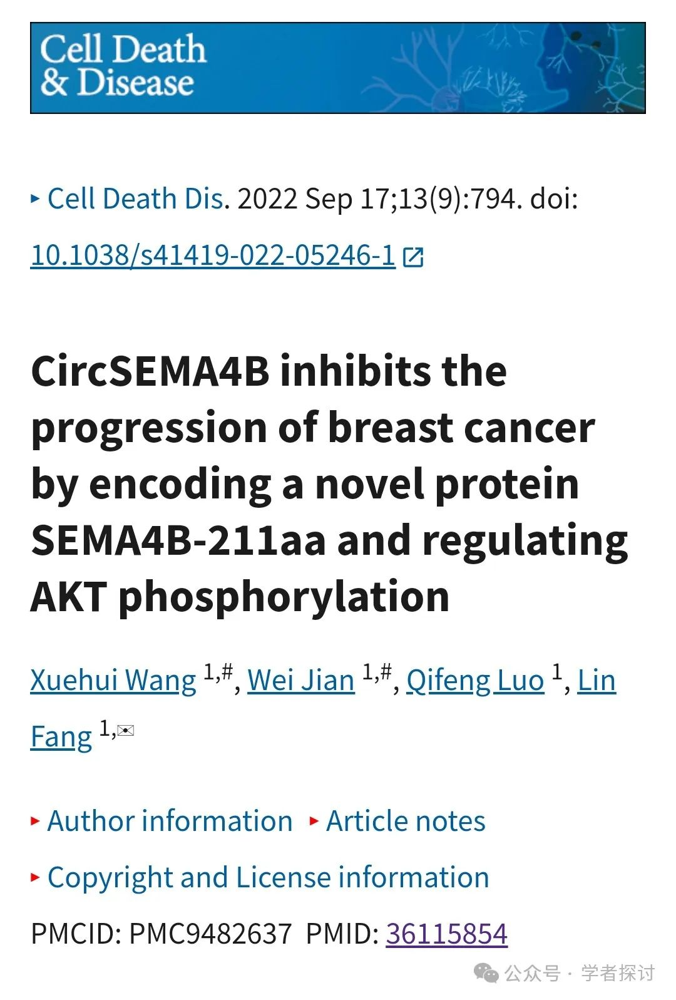 Cell Death
& Disease
▸ Cell Death Dis. 2022 Sep 17;13(9):794. doi:
10.1038/s41419-022-05246-1
CircSEMA4B inhibits the
progression of breast cancer
by encoding a novel protein
SEMA4B-211aa and regulating
AKT phosphorylation
Xuehui Wang 1,#, Wei Jian 1,#, Qifeng Luo 1, Lin
Fang 1,✉
▸ Author information ▸ Article notes
▸ Copyright and License information
PMCID: PMC9482637 PMID: 36115854
公众号 · 学者探讨